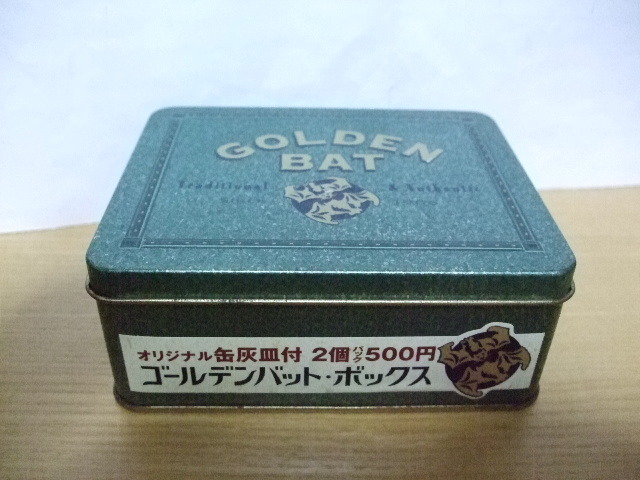 GOLDEN
BAT
Traditional & Authentic
オリジナル缶灰皿付 2個パック500円
ゴールデンバット・ボックス